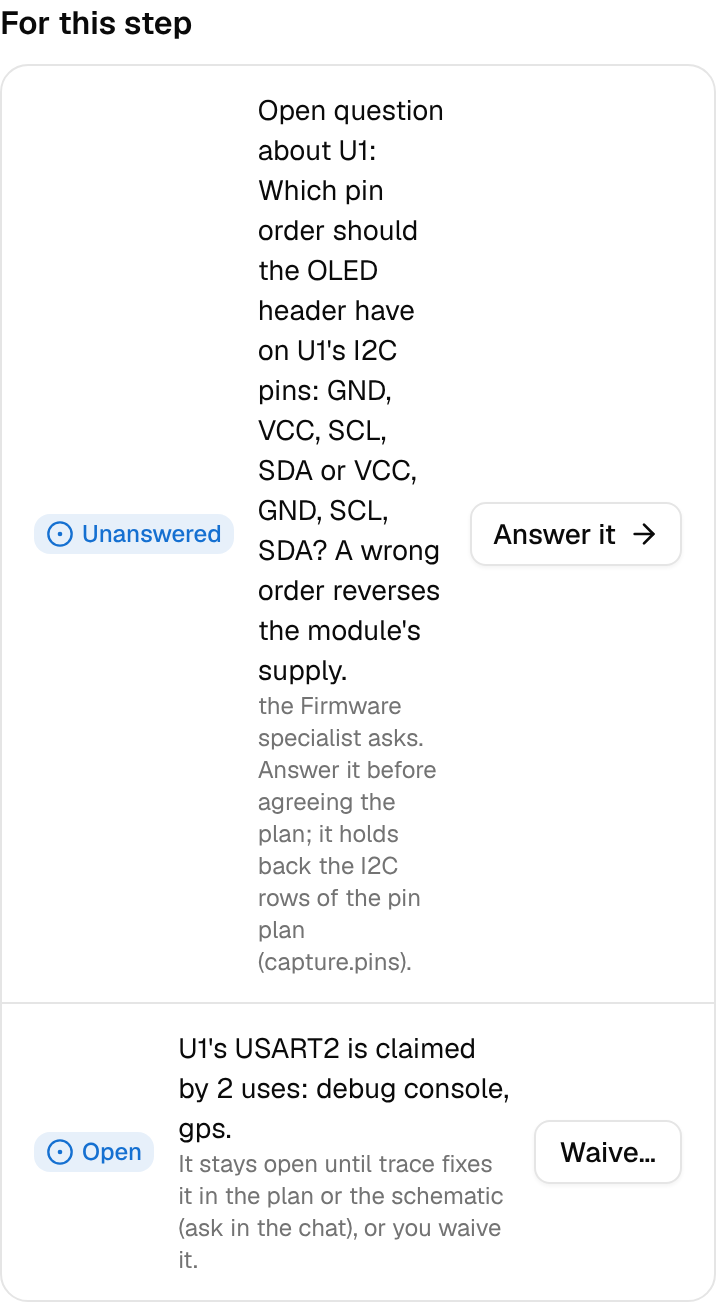 For this step
Unanswered
Open question
about U1:
Which pin
order should
the OLED
header have
on U1's I2C
pins: GND,
VCC, SCL,
SDA or VCC,
GND, SCL,
SDA? A wrong
order reverses
the module's
supply.
the Firmware
specialist asks.
Answer it before
agreeing the
plan; it holds
back the I2C
rows of the pin
plan
(capture.pins).
Answer it →
Open
U1's USART2 is claimed
by 2 uses: debug console,
gps.
It stays open until trace fixes
it in the plan or the schematic
(ask in the chat), or you waive
it.
Waive...